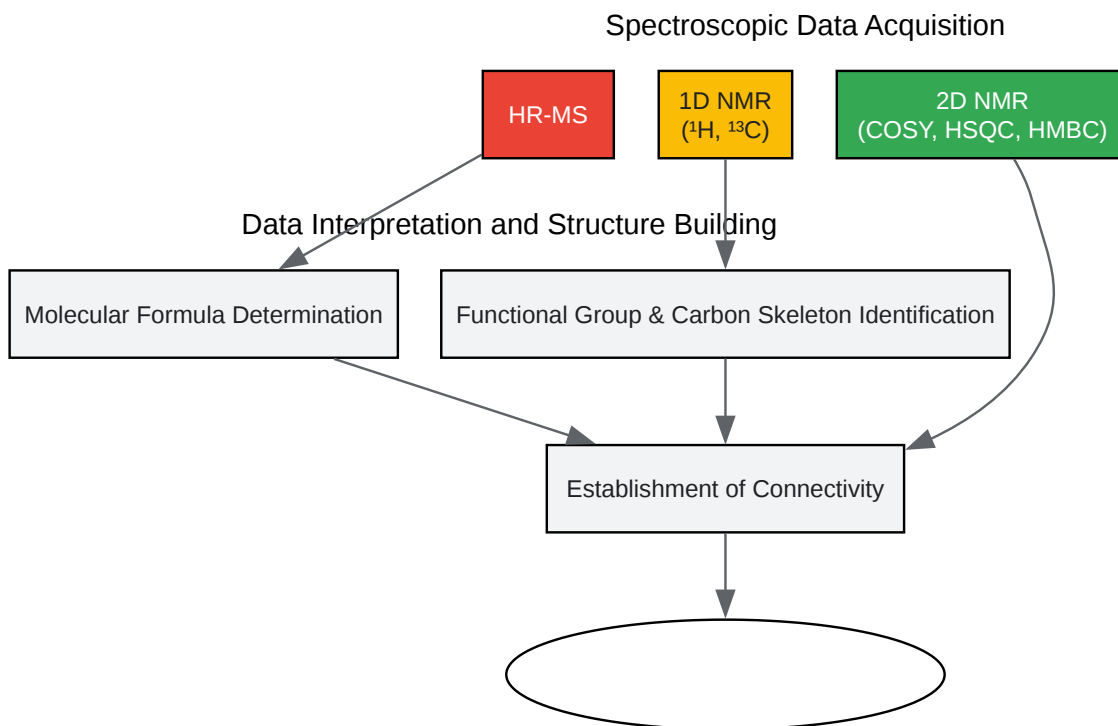 Spectroscopic Data Acquisition
HR-MS
1D NMR
(¹H, ¹³C)
2D NMR
(COSY, HSQC, HMBC)
Data Interpretation and Structure Building
Molecular Formula Determination
Functional Group & Carbon Skeleton Identification
Establishment of Connectivity